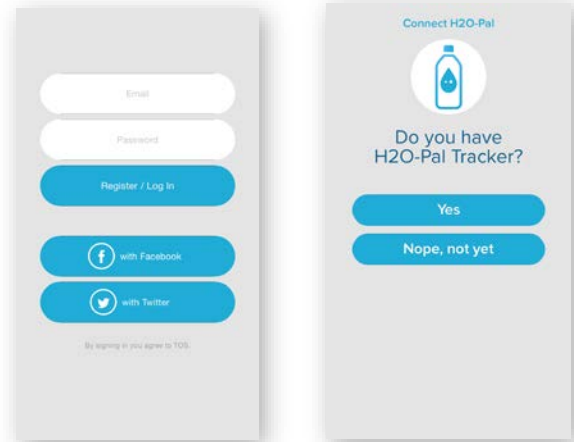 Email
Password
Register / Log In
with Facebook
with Twitter
By signing in you agree to TOS.
Connect H2O-Pal
Do you have
H2O-Pal Tracker?
Yes
Nope, not yet